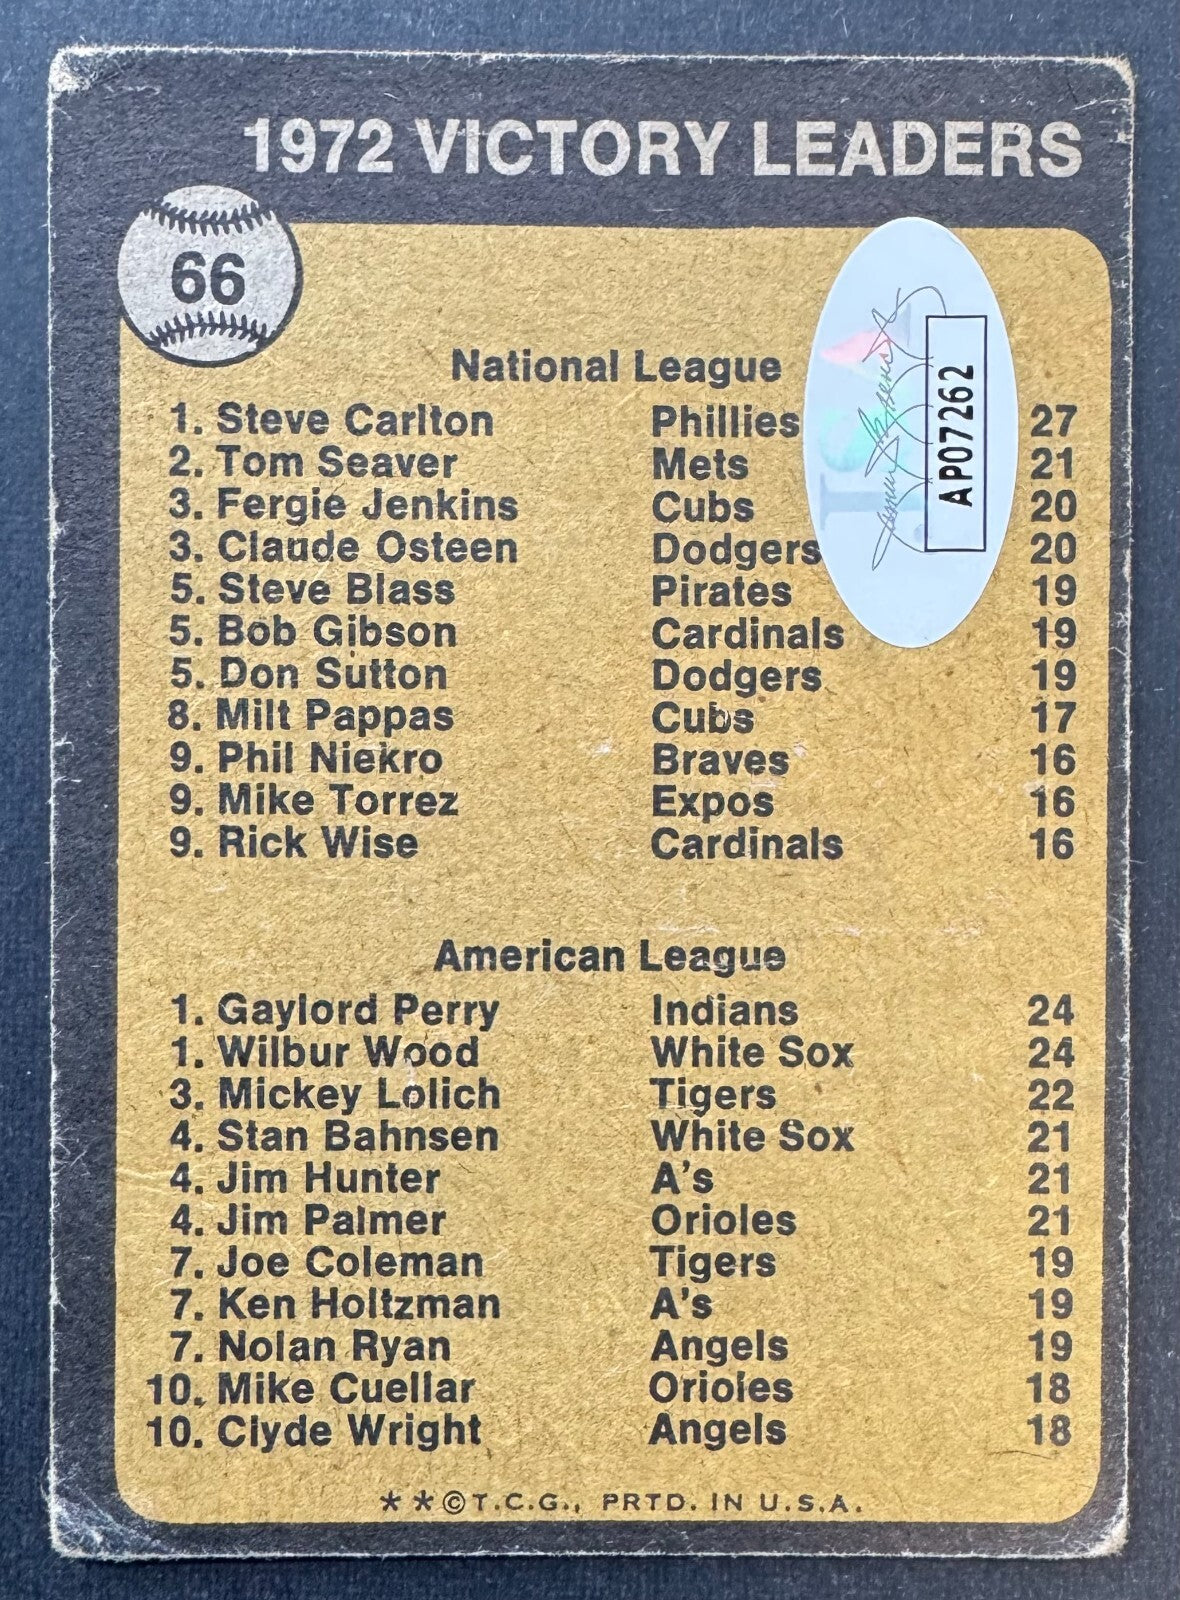 1972 VICTORY LEADERS
66
National League
1. Steve Carlton Phillies 27
2. Tom Seaver Mets 21
3. Fergie Jenkins Cubs 20
3. Claude Osteen Dodgers 20
5. Steve Blass Pirates 19
5. Bob Gibson Cardinals 19
5. Don Sutton Dodgers 19
8. Milt Pappas Cubs 17
9. Phil Niekro Braves 16
9. Mike Torrez Expos 16
9. Rick Wise Cardinals 16
American League
1. Gaylord Perry Indians 24
1. Wilbur Wood White Sox 24
3. Mickey Lolich Tigers 22
4. Stan Bahnsen White Sox 21
4. Jim Hunter A's 21
4. Jim Palmer Orioles 21
7. Joe Coleman Tigers 19
7. Ken Holtzman A's 19
7. Nolan Ryan Angels 19
10. Mike Cuellar Orioles 18
10. Clyde Wright Angels 18
**©T.C.G., PRTD. IN U.S.A.
JSA
AP07262